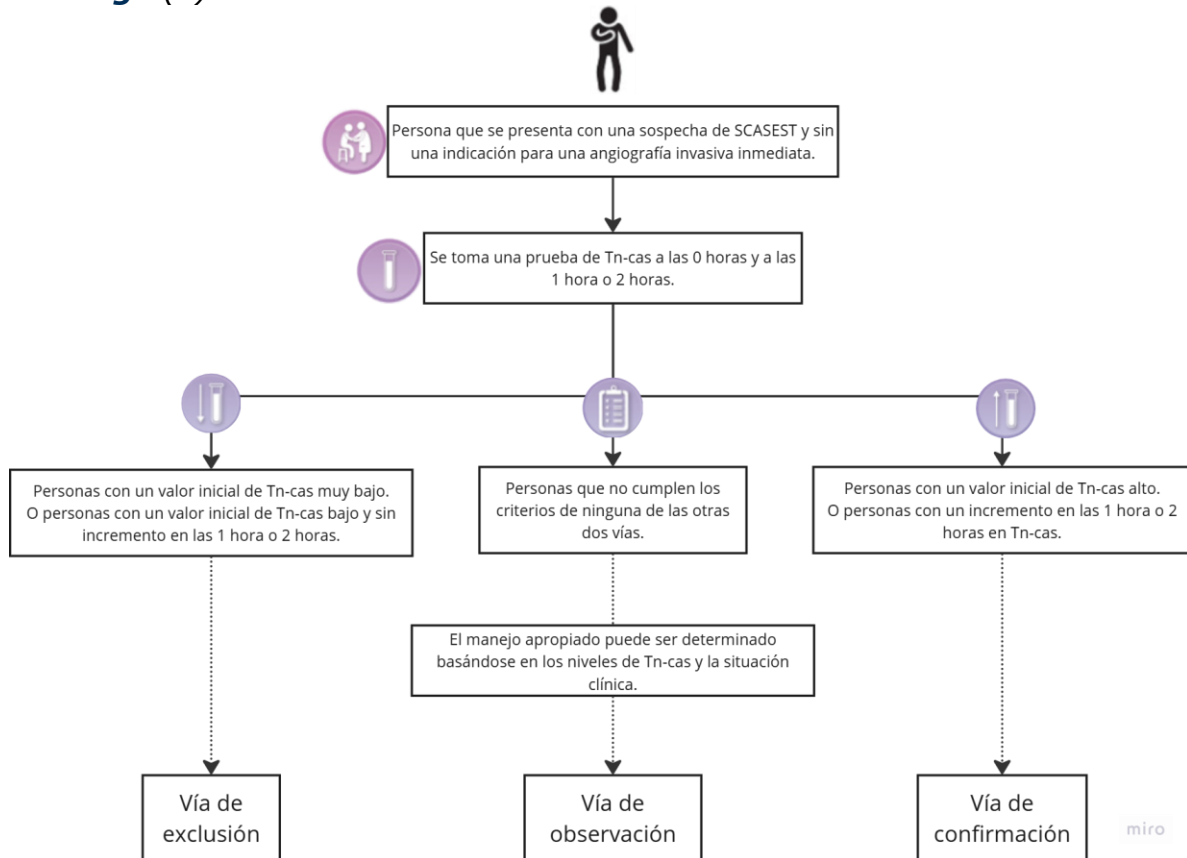 Persona que se presenta con una sospecha de SCASEST y sin
una indicación para una angiografía invasiva inmediata.
Se toma una prueba de Tn-cas a las 0 horas y a las
1 hora o 2 horas.
Personas con un valor inicial de Tn-cas muy bajo.
O personas con un valor inicial de Tn-cas bajo y sin
incremento en las 1 hora o 2 horas.
Personas que no cumplen los
criterios de ninguna de las otras
dos vías.
Personas con un valor inicial de Tn-cas alto.
O personas con un incremento en las 1 hora o 2
horas en Tn-cas.
El manejo apropiado puede ser determinado
basándose en los niveles de Tn-cas y la situación
clínica.
Vía de
exclusión
Vía de
observación
Vía de
confirmación
miro